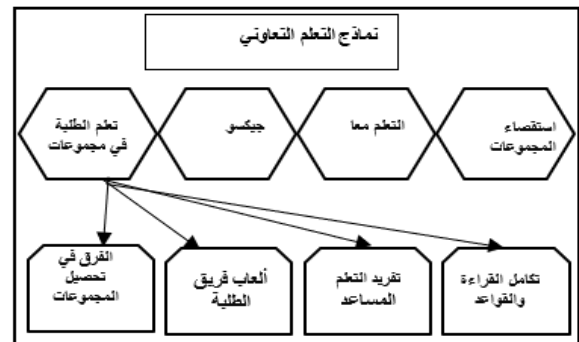 نماذج التعلم التعاوني
استقصاء
المجموعات
التعلم معا
جيكسو
تعلم الطلبة
في مجموعات
الفرق في
تحصيل
المجموعات
ألعاب فريق
الطلبة
تفريد التعلم
المساعد
تكامل القراءة
والقواعد